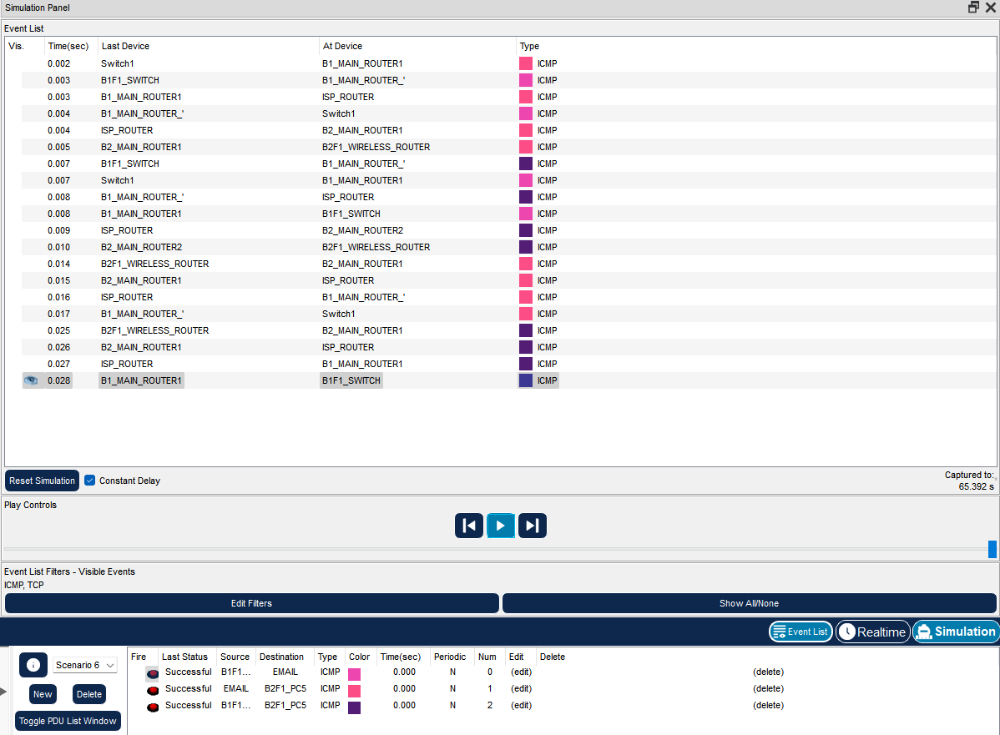 Simulation Panel
Event List
Vis. Time(sec) Last Device At Device Type
0.002 Switch1 B1_MAIN_ROUTER1 ICMP
0.003 B1F1_SWITCH B1_MAIN_ROUTER_' ICMP
0.003 B1_MAIN_ROUTER1 ISP_ROUTER ICMP
0.004 B1_MAIN_ROUTER_' Switch1 ICMP
0.004 ISP_ROUTER B2_MAIN_ROUTER1 ICMP
0.005 B2_MAIN_ROUTER1 B2F1_WIRELESS_ROUTER ICMP
0.007 B1F1_SWITCH B1_MAIN_ROUTER_' ICMP
0.007 Switch1 B1_MAIN_ROUTER1 ICMP
0.008 B1_MAIN_ROUTER_' ISP_ROUTER ICMP
0.008 B1_MAIN_ROUTER1 B1F1_SWITCH ICMP
0.009 ISP_ROUTER B2_MAIN_ROUTER2 ICMP
0.010 B2_MAIN_ROUTER2 B2F1_WIRELESS_ROUTER ICMP
0.014 B2F1_WIRELESS_ROUTER B2_MAIN_ROUTER1 ICMP
0.015 B2_MAIN_ROUTER1 ISP_ROUTER ICMP
0.016 ISP_ROUTER B1_MAIN_ROUTER_' ICMP
0.017 B1_MAIN_ROUTER_' Switch1 ICMP
0.025 B2F1_WIRELESS_ROUTER B2_MAIN_ROUTER1 ICMP
0.026 B2_MAIN_ROUTER1 ISP_ROUTER ICMP
0.027 ISP_ROUTER B1_MAIN_ROUTER1 ICMP
0.028 B1_MAIN_ROUTER1 B1F1_SWITCH ICMP
Reset Simulation Constant Delay
Captured to:*
65.392 s
Play Controls
Event List Filters - Visible Events
ICMP, TCP
Edit Filters Show All/None
Event List Realtime Simulation
Scenario 6
New Delete
Toggle PDU List Window
Fire Last Status Source Destination Type Color Time(sec) Periodic Num Edit Delete
Successful B1F1... EMAIL ICMP 0.000 N 0 (edit) (delete)
Successful EMAIL B2F1_PC5 ICMP 0.000 N 1 (edit) (delete)
Successful B1F1... B2F1_PC5 ICMP 0.000 N 2 (edit) (delete)